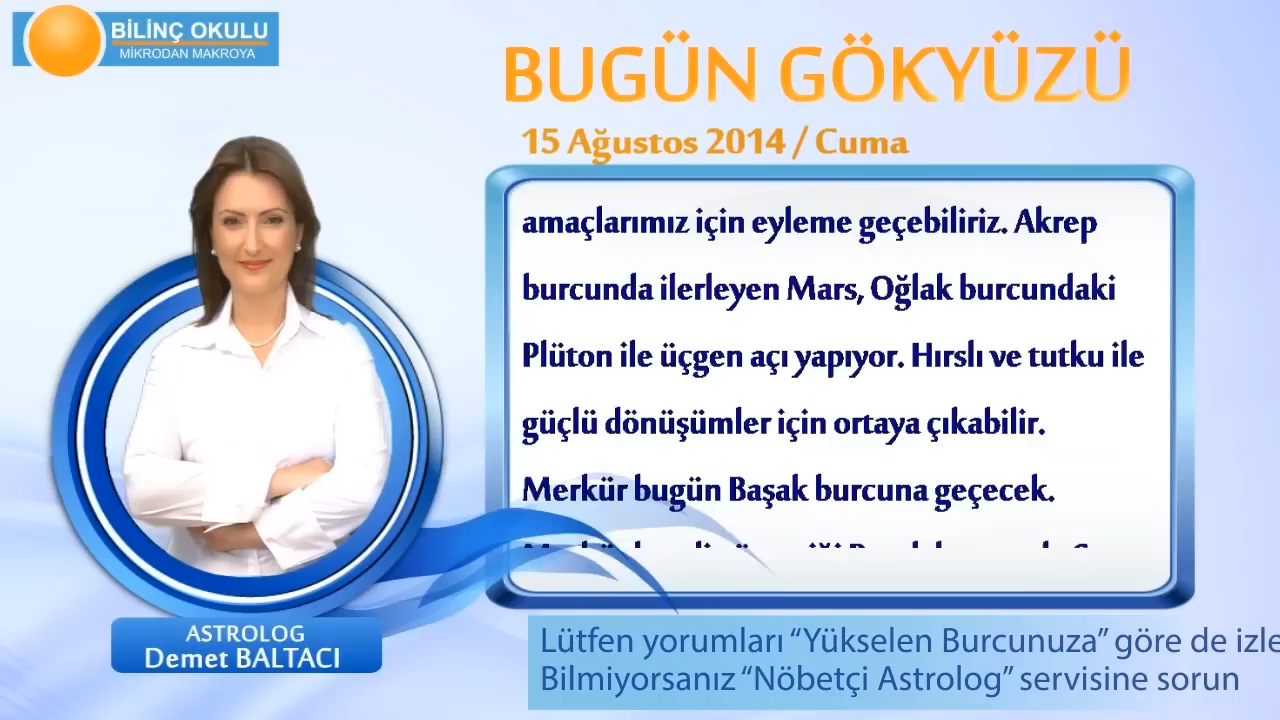 BİLİNÇ OKULU
MİKRODAN MAKROYA
BUGÜN GÖKYÜZÜ
15 Ağustos 2014 / Cuma
amaçlarımız için eyleme geçebiliriz. Akrep
burcunda ilerleyen Mars, Oğlak burcundaki
Plüton ile üçgen açı yapıyor. Hırslı ve tutku ile
güçlü dönüşümler için ortaya çıkabilir.
Merkür bugün Başak burcuna geçecek.
ASTROLOG
Demet BALTACI
Lütfen yorumları “Yükselen Burcunuza” göre de izle
Bilmiyorsanız “Nöbetçi Astrolog” servisine sorun